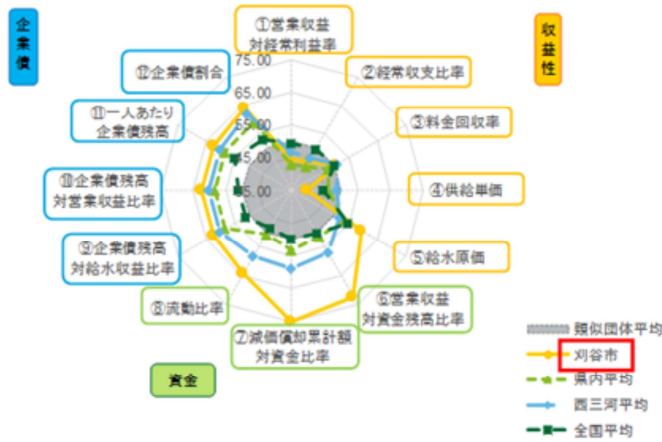 企業債
収益性
①営業収益
対経常利益率
②経常収支比率
③料金回収率
④供給単価
⑤給水原価
⑥営業収益
対資金残高比率
⑦減価償却累計額
対資金比率
⑧流動比率
⑨企業債残高
対給水収益比率
⑩企業債残高
対営業収益比率
⑪一人あたり
企業債残高
⑫企業債割合
75.00
65.00
55.00
45.00
35.00
資金
類似団体平均
刈谷市
県内平均
西三河平均
全国平均